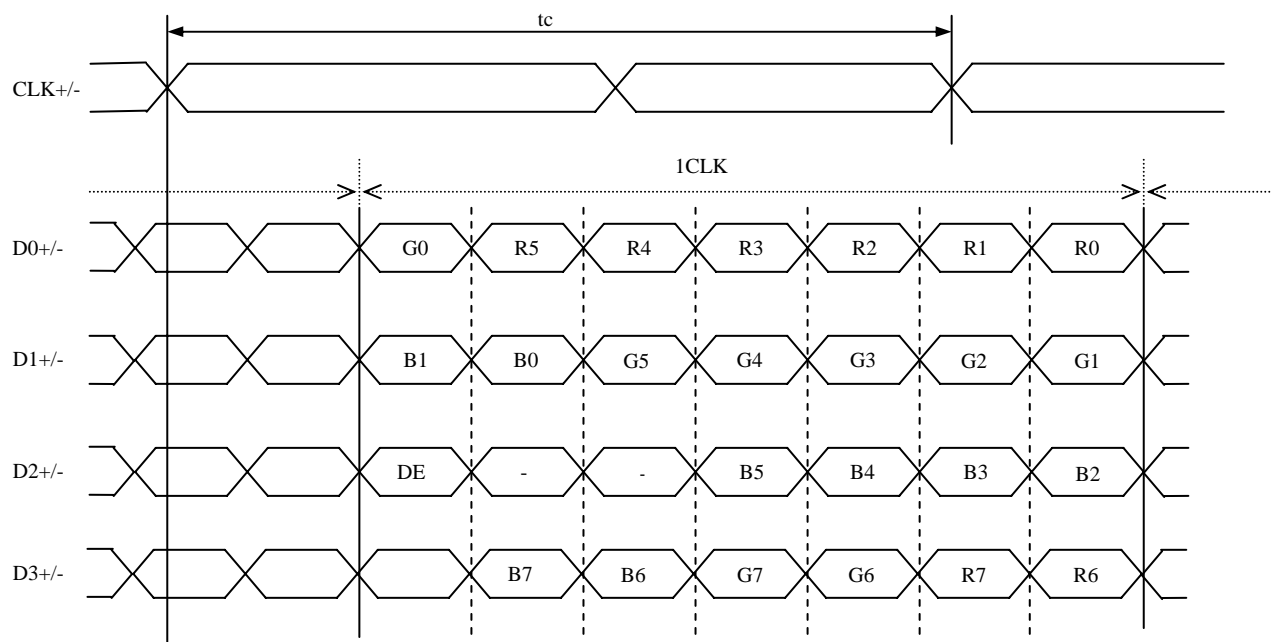 tc
CLK+/-
1CLK
D0+/- G0 R5 R4 R3 R2 R1 R0
D1+/- B1 B0 G5 G4 G3 G2 G1
D2+/- DE - - B5 B4 B3 B2
D3+/- B7 B6 G7 G6 R7 R6